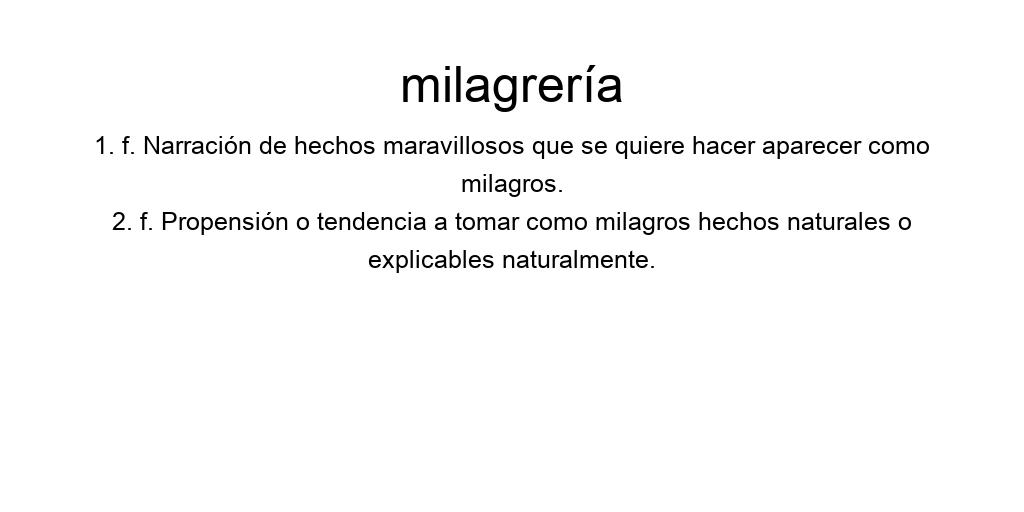 milagrería
1. f. Narración de hechos maravillosos que se quiere hacer aparecer como
milagros.
2. f. Propensión o tendencia a tomar como milagros hechos naturales o
explicables naturalmente.